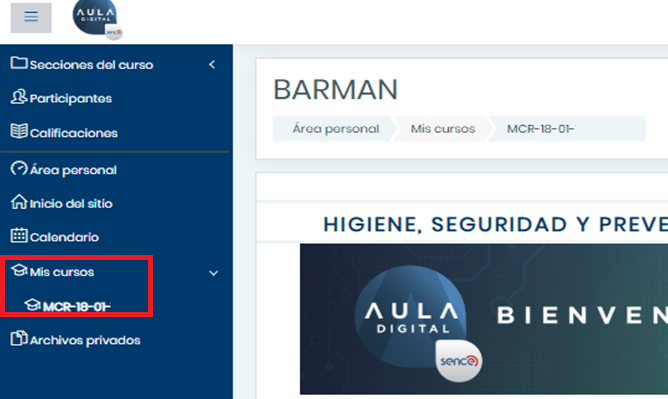 AULA
DIGITAL
sence
Secciones del curso
Participantes
Calificaciones
Área personal
Inicio del sitio
Calendario
Mis cursos
MCR-18-01-
Archivos privados
BARMAN
Área personal
Mis cursos
MCR-18-01-
HIGIENE, SEGURIDAD Y PREVE
AULA
DIGITAL
sence
BIENVEN